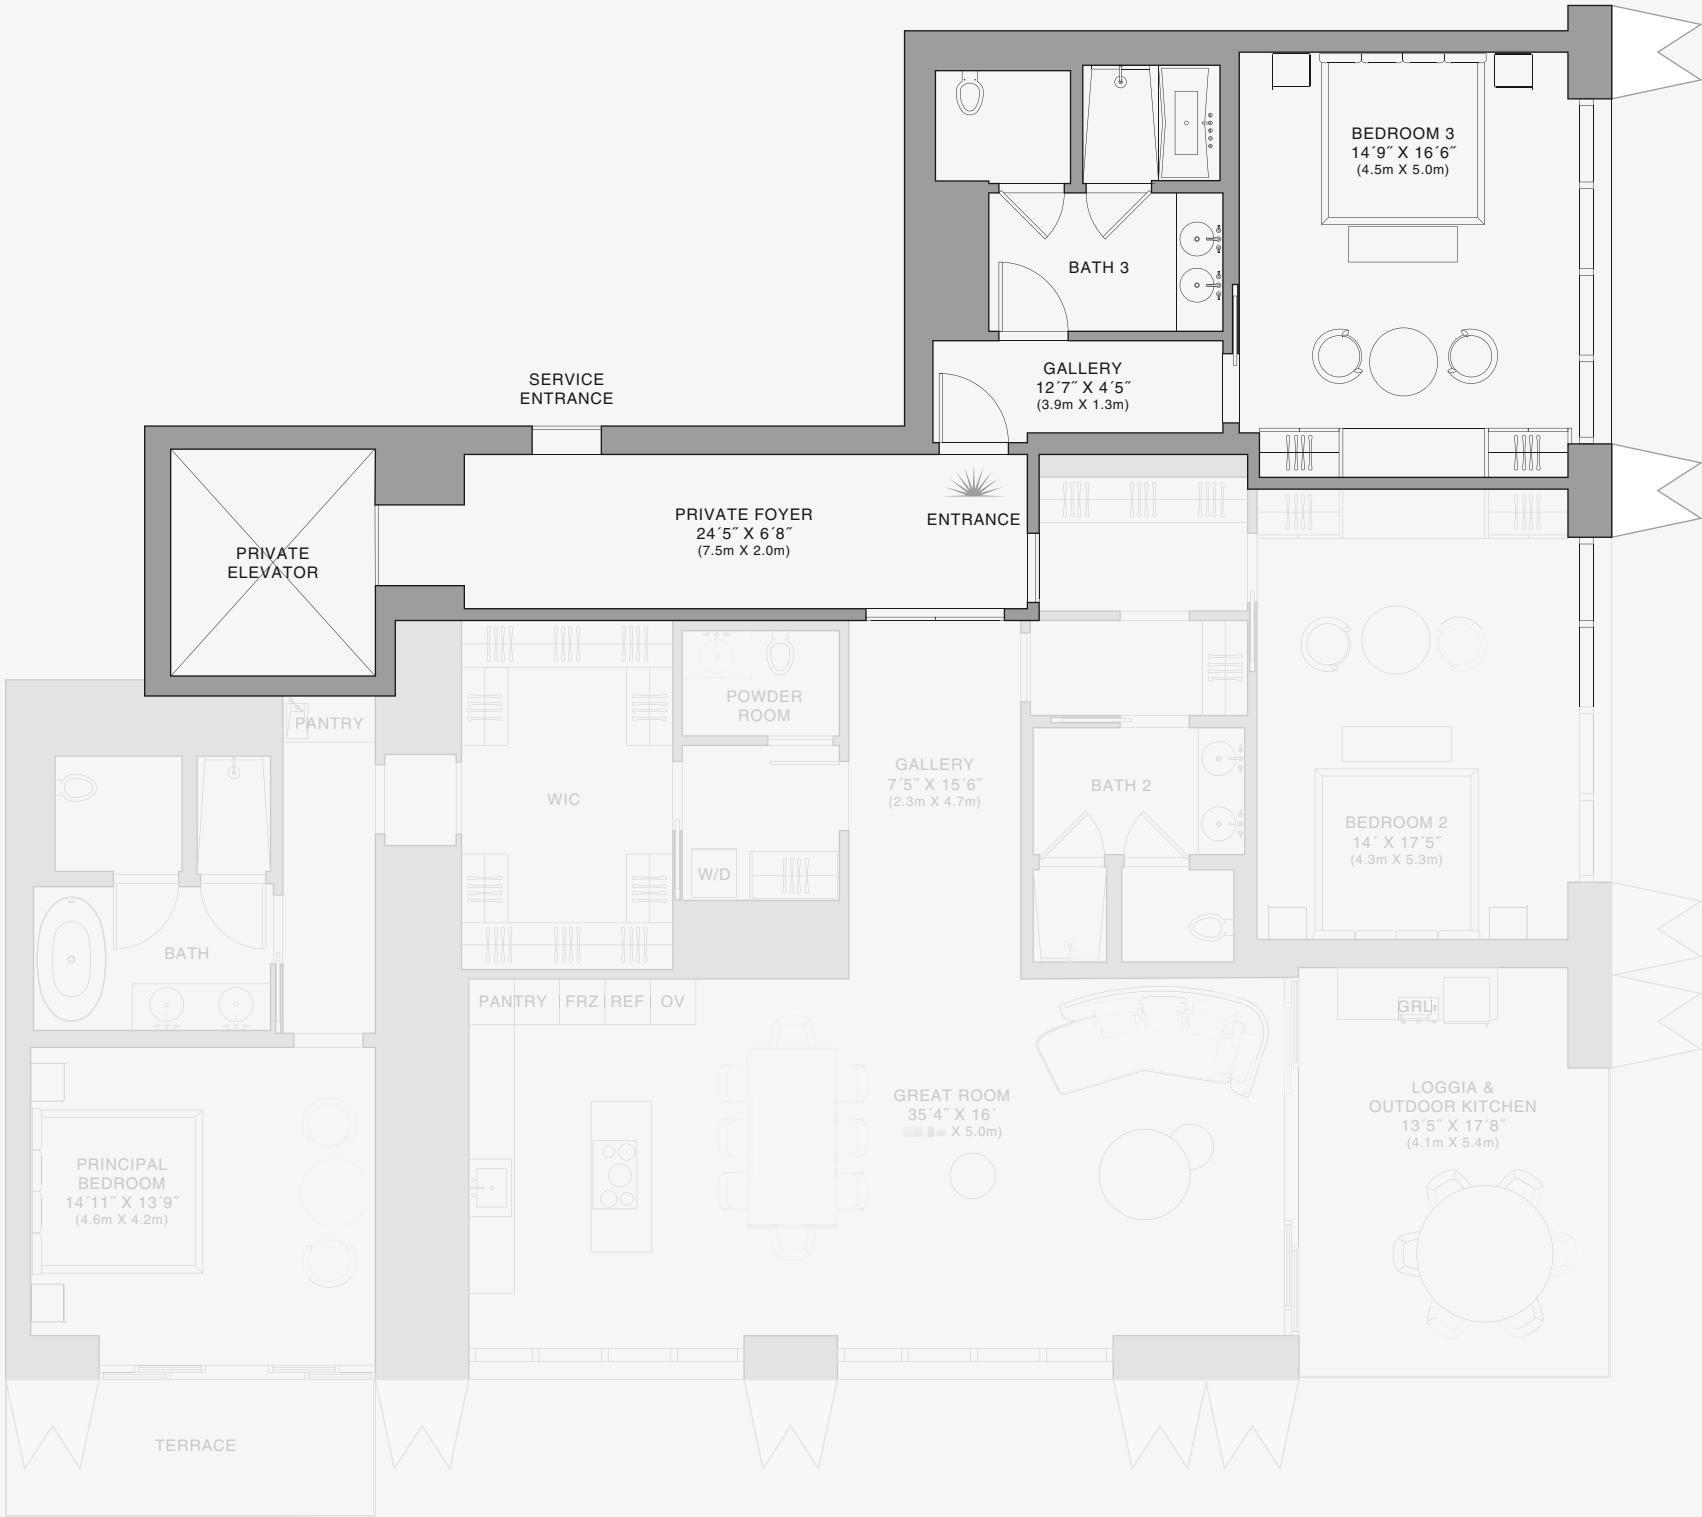 BEDROOM 3
14´9˝ X 16´6˝
(4.5m X 5.0m)
BATH 3
GALLERY
12´7˝ X 4´5˝
(3.9m X 1.3m)
SERVICE
ENTRANCE
PRIVATE FOYER
24´5˝ X 6´8˝
(7.5m X 2.0m)
ENTRANCE
PRIVATE
ELEVATOR
PANTRY
POWDER
ROOM
WIC
W/D
GALLERY
7´5˝ X 15´6˝
(2.3m X 4.7m)
BATH 2
BEDROOM 2
14´ X 17´5˝
(4.3m X 5.3m)
BATH
PANTRY
FRZ
REF
OV
GRL
GREAT ROOM
35´4˝ X 16´
X 5.0m)
LOGGIA &
OUTDOOR KITCHEN
13´5˝ X 17´8˝
(4.1m X 5.4m)
PRINCIPAL
BEDROOM
14´11˝ X 13´9˝
(4.6m X 4.2m)
TERRACE